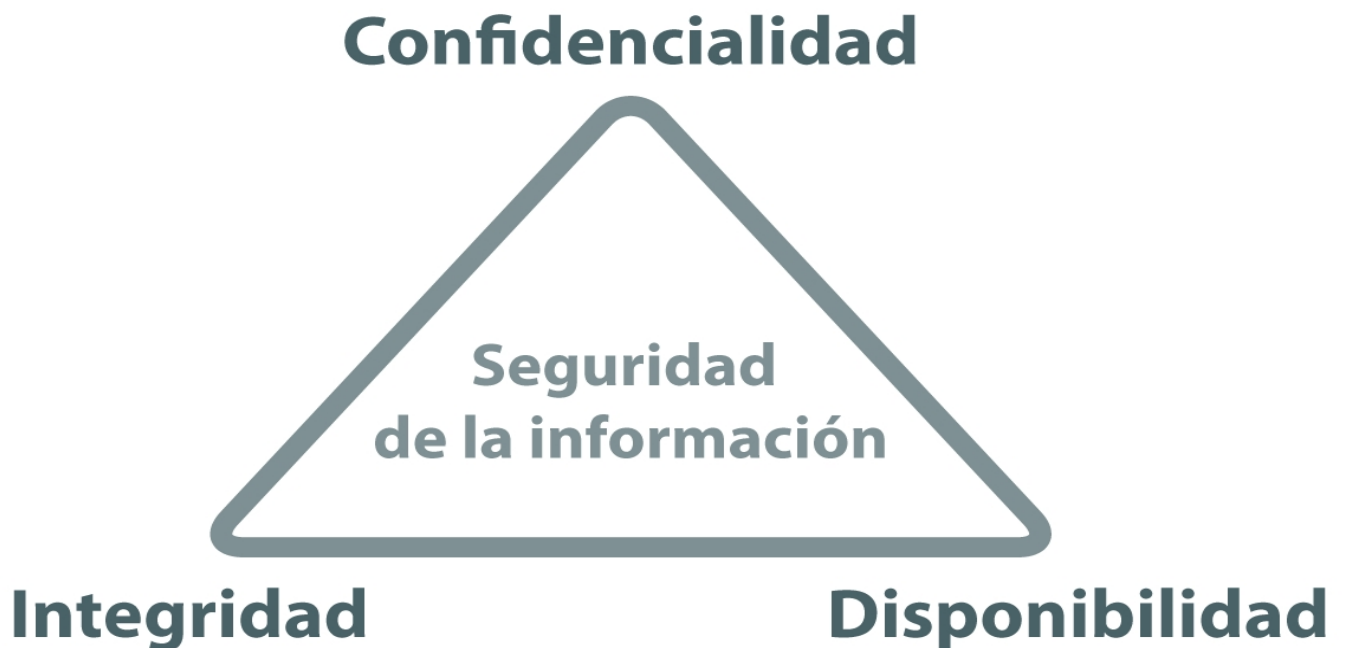 Confidencialidad
Seguridad
de la información
Integridad
Disponibilidad